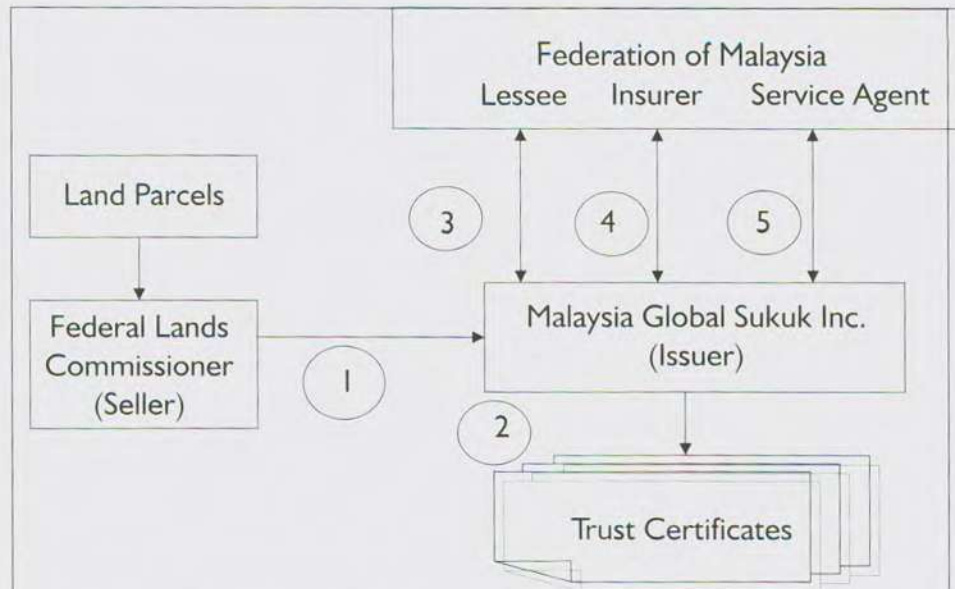 Federation of Malaysia
Lessee Insurer Service Agent
Land Parcels
3
4
5
Federal Lands
Commissioner
(Seller)
1
Malaysia Global Sukuk Inc.
(Issuer)
2
Trust Certificates